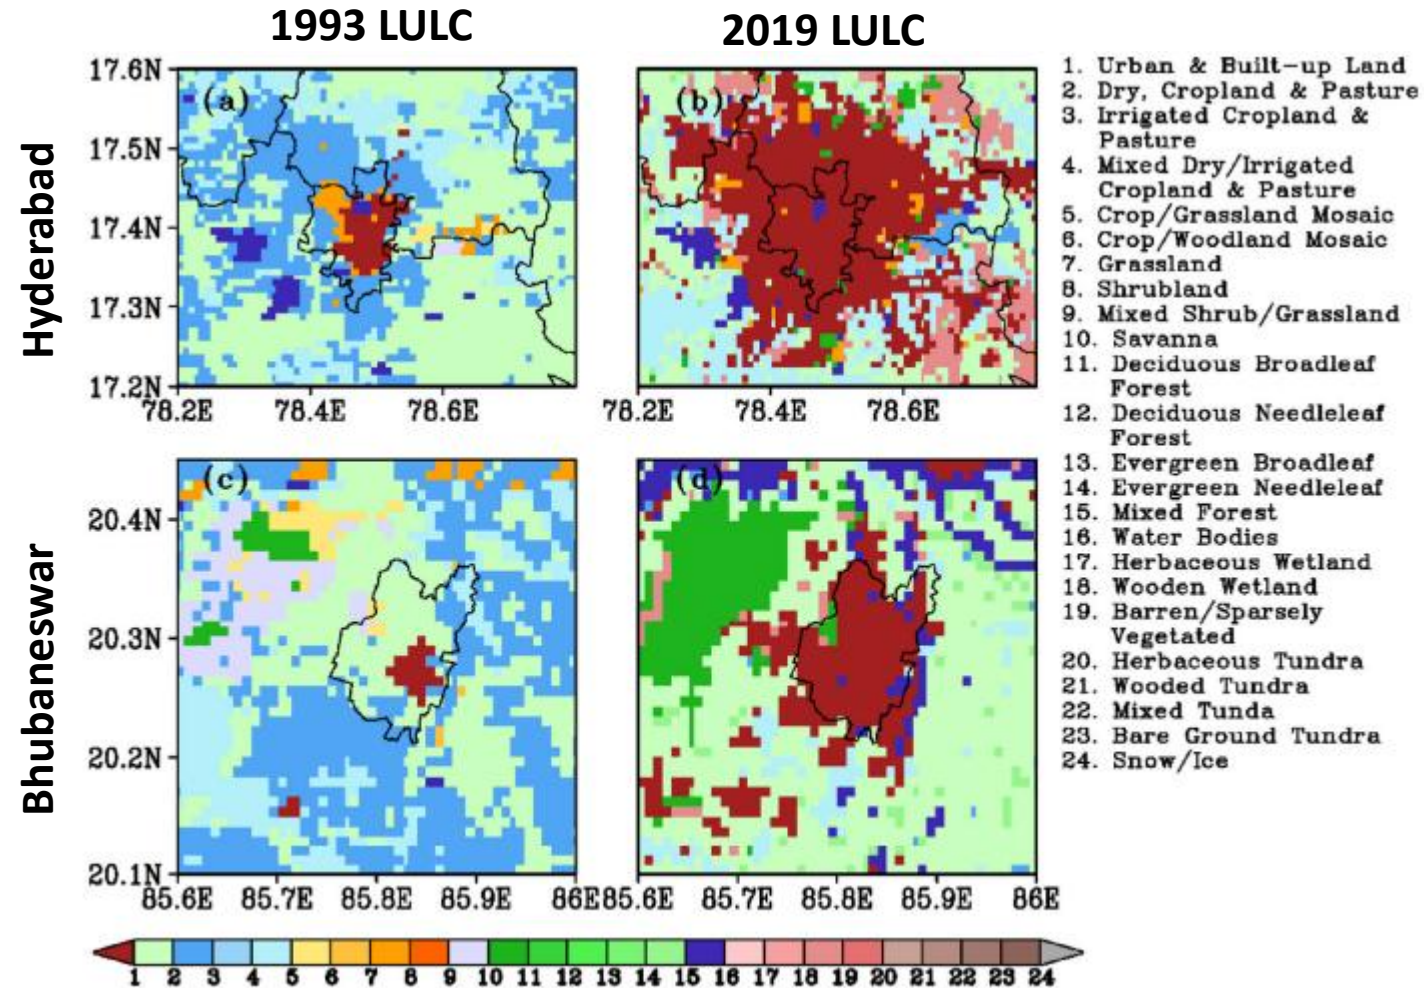 1993 LULC
2019 LULC
Hyderabad
17.6N
17.5N
17.4N
17.3N
17.2N
(a)
78.2E 78.4E 78.6E
(b)
78.2E 78.4E 78.6E
1. Urban & Built-up Land
2. Dry, Cropland & Pasture
3. Irrigated Cropland &
Pasture
4. Mixed Dry/Irrigated
Cropland & Pasture
5. Crop/Grassland Mosaic
6. Crop/Woodland Mosaic
7. Grassland
8. Shrubland
9. Mixed Shrub/Grassland
10. Savanna
11. Deciduous Broadleaf
Forest
12. Deciduous Needleleaf
Forest
13. Evergreen Broadleaf
14. Evergreen Needleleaf
15. Mixed Forest
16. Water Bodies
17. Herbaceous Wetland
18. Wooden Wetland
19. Barren/Sparsely
Vegetated
20. Herbaceous Tundra
21. Wooded Tundra
22. Mixed Tunda
23. Bare Ground Tundra
24. Snow/Ice
Bhubaneswar
20.4N
20.3N
20.2N
20.1N
(c)
85.6E 85.7E 85.8E 85.9E 86E
(d)
85.6E 85.7E 85.8E 85.9E 86E
1 2 3 4 5 6 7 8 9 10 11 12 13 14 15 16 17 18 19 20 21 22 23 24